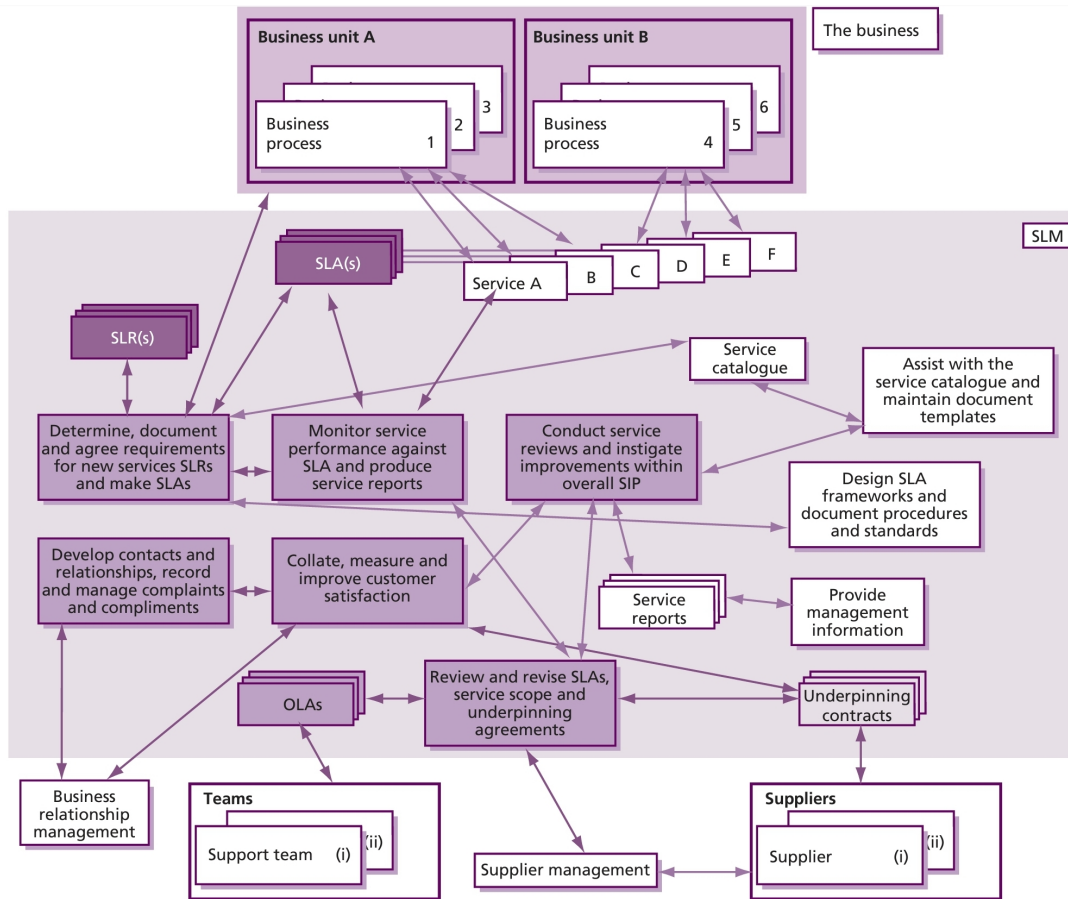 Business unit A
Business unit B
The business
3
2
Business
process
1
6
5
Business
process
4
SLM
SLA(s)
Service A
B
C
D
E
F
SLR(s)
Service
catalogue
Assist with the
service catalogue and
maintain document
templates
Determine, document
and agree requirements
for new services SLRs
and make SLAs
Monitor service
performance against
SLA and produce
service reports
Conduct service
reviews and instigate
improvements within
overall SIP
Design SLA
frameworks and
document procedures
and standards
Develop contacts and
relationships, record
and manage complaints
and compliments
Collate, measure and
improve customer
satisfaction
Service
reports
Provide
management
information
OLAs
Review and revise SLAs,
service scope and
underpinning
agreements
Underpinning
contracts
Business
relationship
management
Teams
Support team (i)
(ii)
Supplier management
Suppliers
Supplier (i)
(ii)